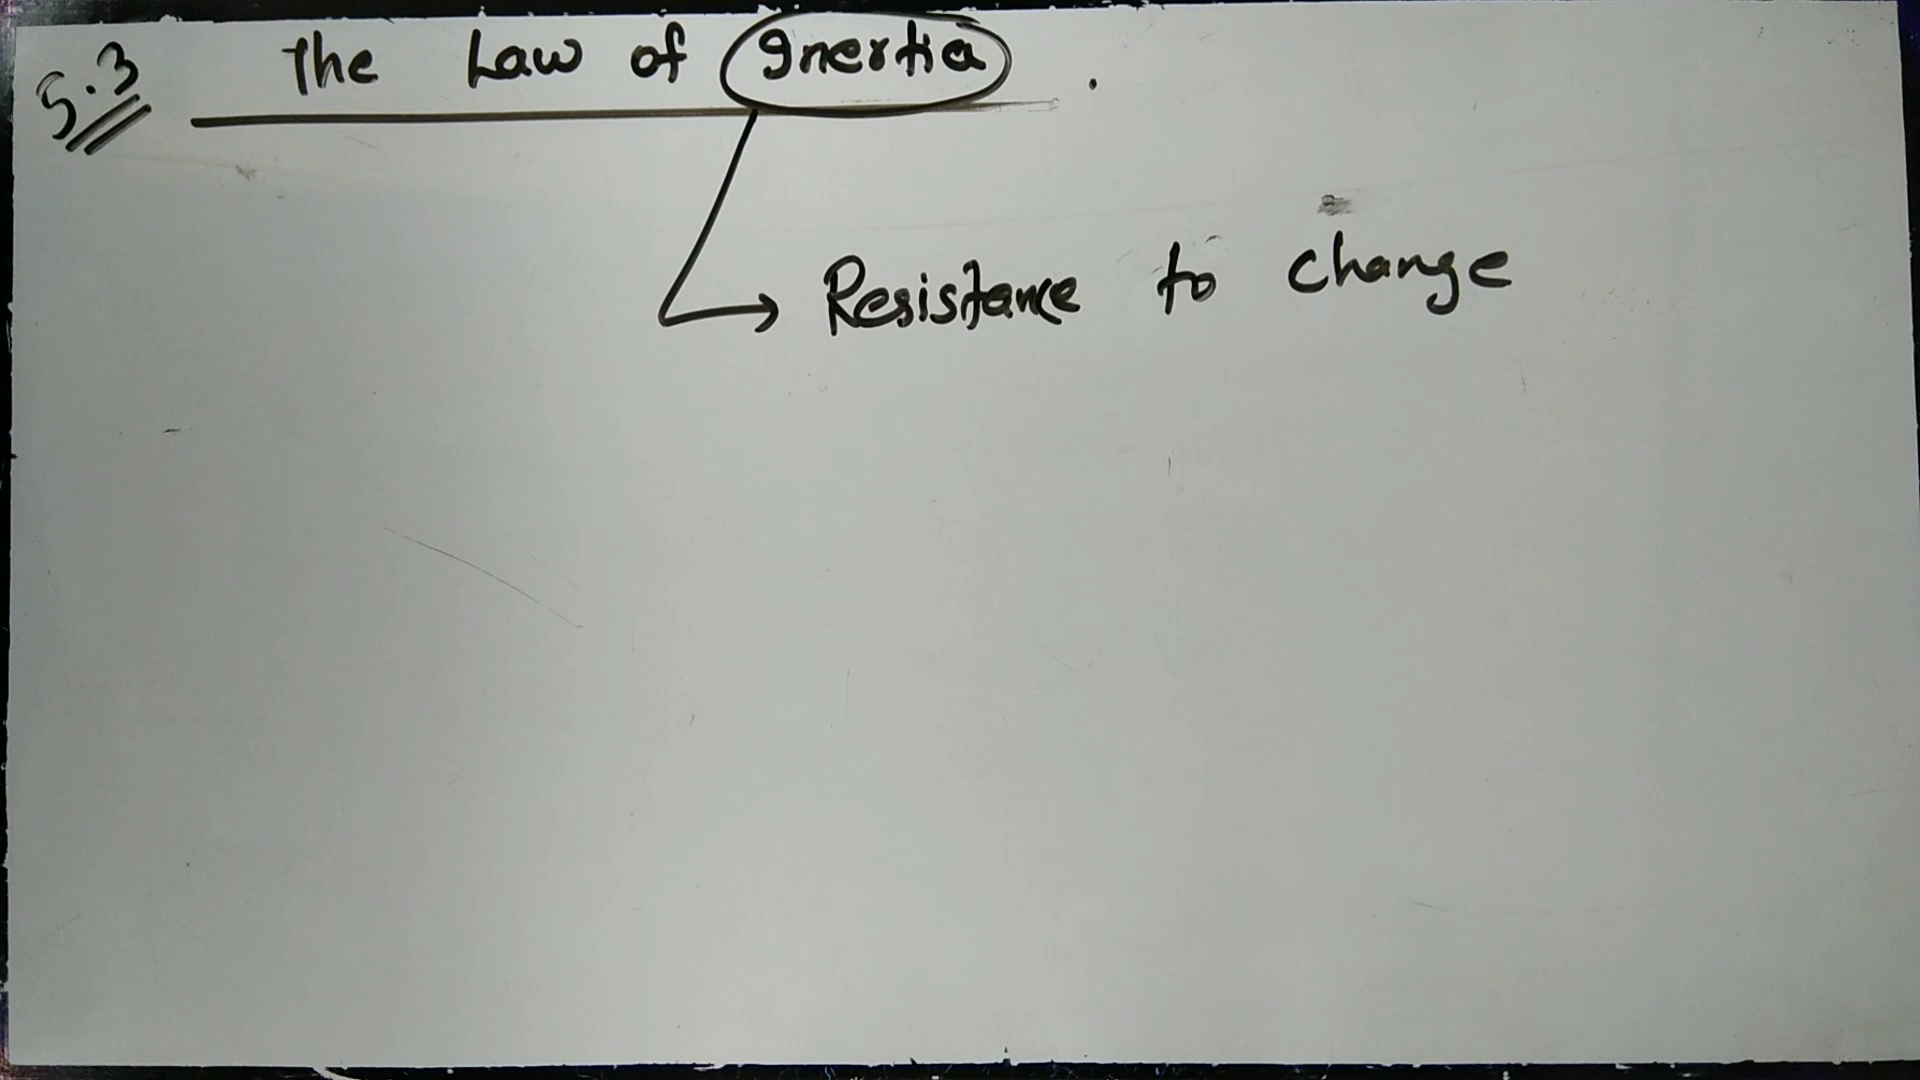 5.3 The Law of Inertia .
Resistance to change